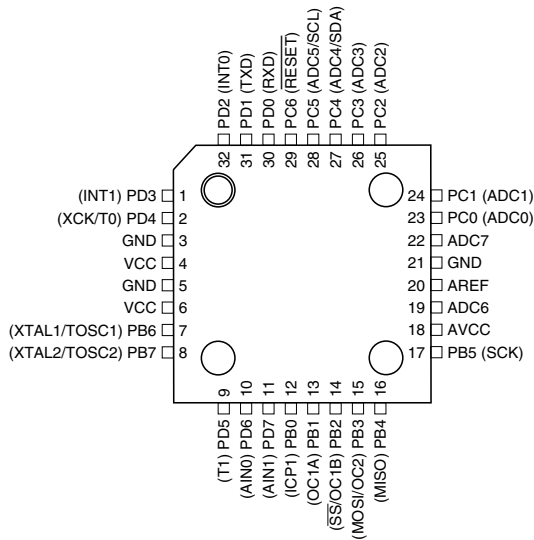 PD2 (INT0)
PD1 (TXD)
PD0 (RXD)
PC6 (RESET)
PC5 (ADC5/SCL)
PC4 (ADC4/SDA)
PC3 (ADC3)
PC2 (ADC2)
32
31
30
29
28
27
26
25
(INT1) PD3 1
(XCK/T0) PD4 2
GND 3
VCC 4
GND 5
VCC 6
(XTAL1/TOSC1) PB6 7
(XTAL2/TOSC2) PB7 8
24 PC1 (ADC1)
23 PC0 (ADC0)
22 ADC7
21 GND
20 AREF
19 ADC6
18 AVCC
17 PB5 (SCK)
9
10
11
12
13
14
15
16
(T1) PD5
(AIN0) PD6
(AIN1) PD7
(ICP1) PB0
(OC1A) PB1
(SS/OC1B) PB2
(MOSI/OC2) PB3
(MISO) PB4